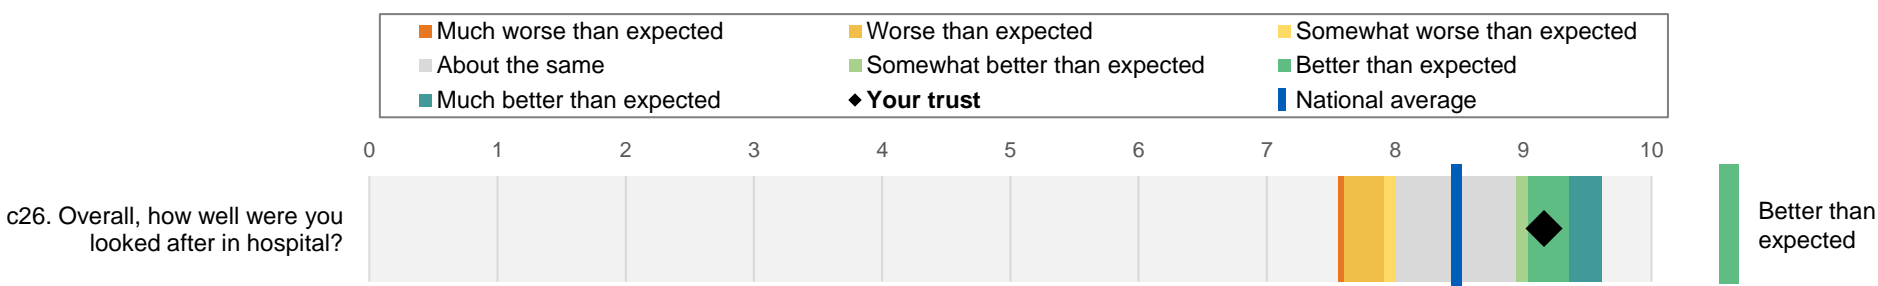 Much worse than expected
Worse than expected
Somewhat worse than expected
About the same
Somewhat better than expected
Better than expected
Much better than expected
Your trust
National average
0 1 2 3 4 5 6 7 8 9 10
c26. Overall, how well were you
looked after in hospital?
Better than
expected